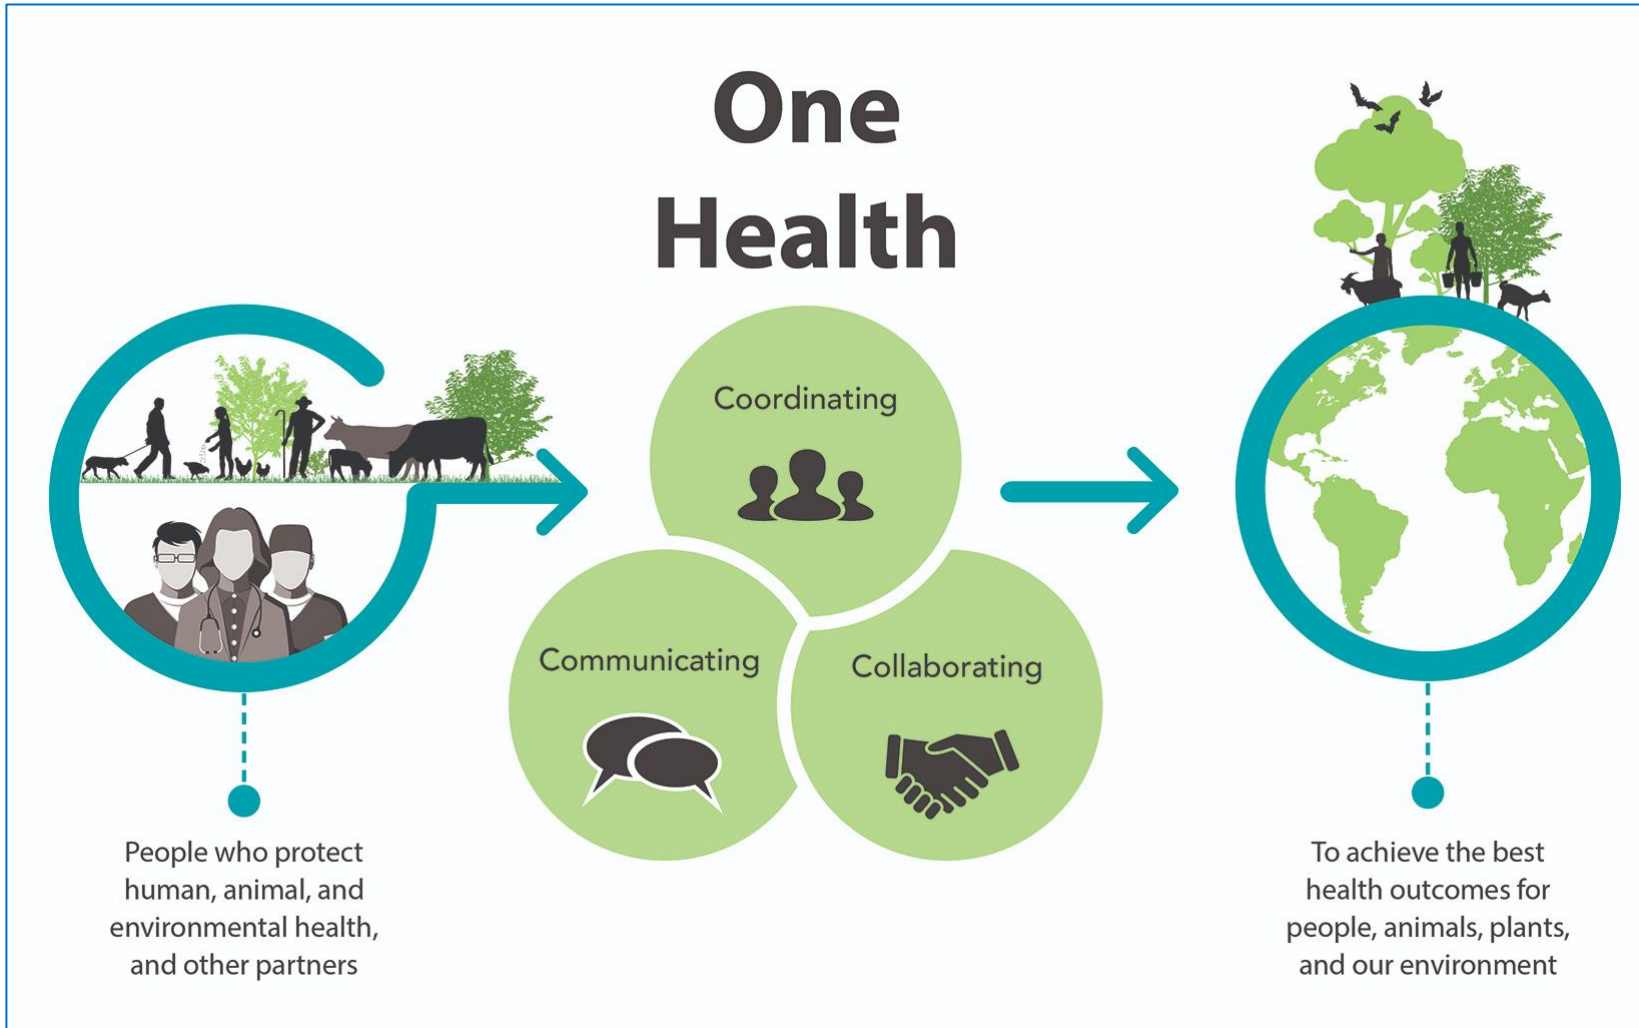 One
Health
Coordinating
Communicating
Collaborating
People who protect
human, animal, and
environmental health,
and other partners
To achieve the best
health outcomes for
people, animals, plants,
and our environment